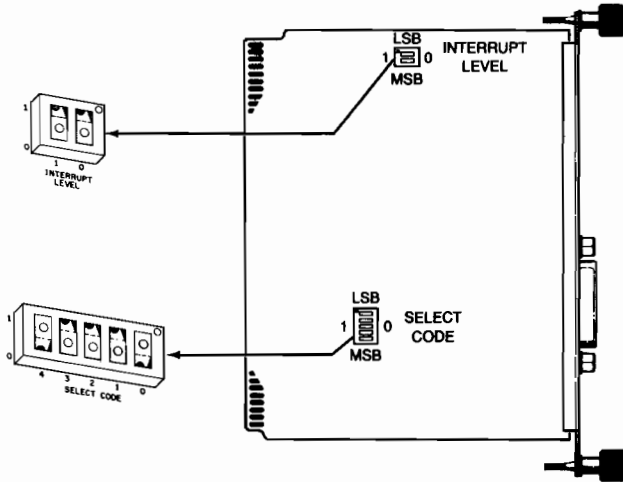 LSB
1 0
MSB
INTERRUPT
LEVEL
1
0
1 0
INTERRUPT
LEVEL
LSB
1 0
MSB
SELECT
CODE
1
0
4 3 2 1 0
SELECT CODE